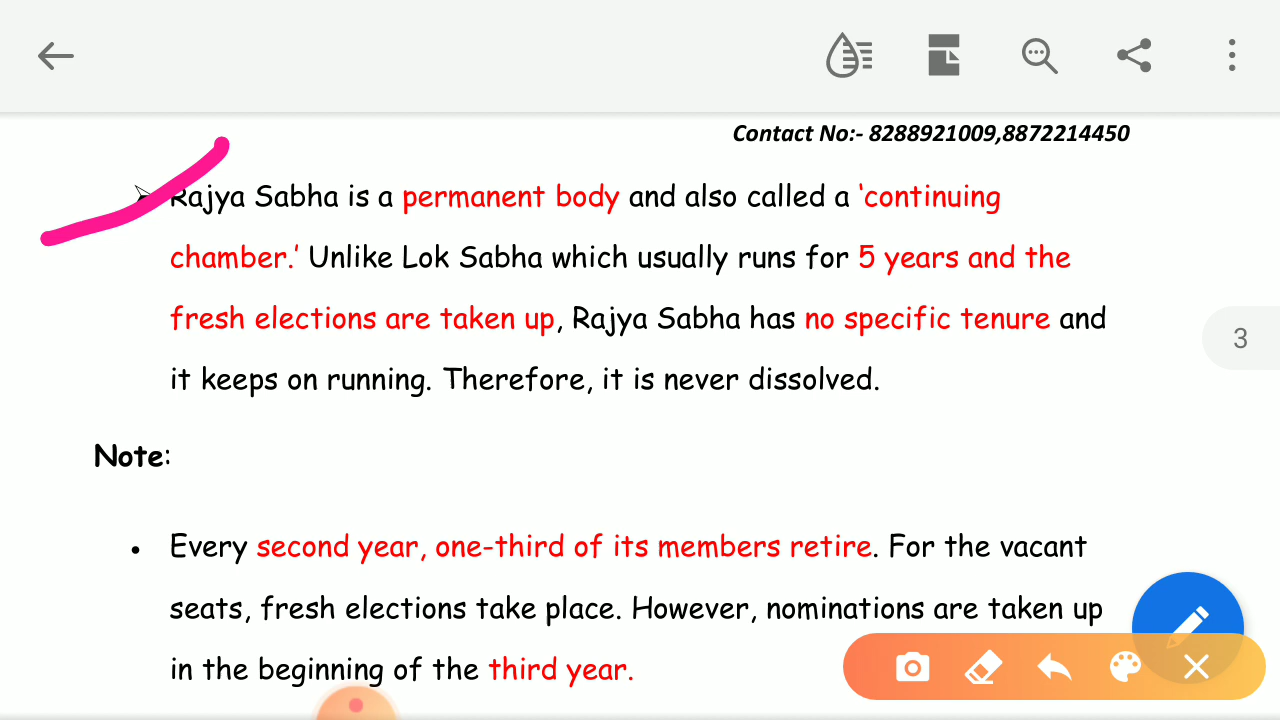 Contact No:- 8288921009,8872214450
Rajya Sabha is a permanent body and also called a ‘continuing
chamber.’ Unlike Lok Sabha which usually runs for 5 years and the
fresh elections are taken up, Rajya Sabha has no specific tenure and
3
it keeps on running. Therefore, it is never dissolved.
Note:
• Every second year, one-third of its members retire. For the vacant
seats, fresh elections take place. However, nominations are taken up
in the beginning of the third year.